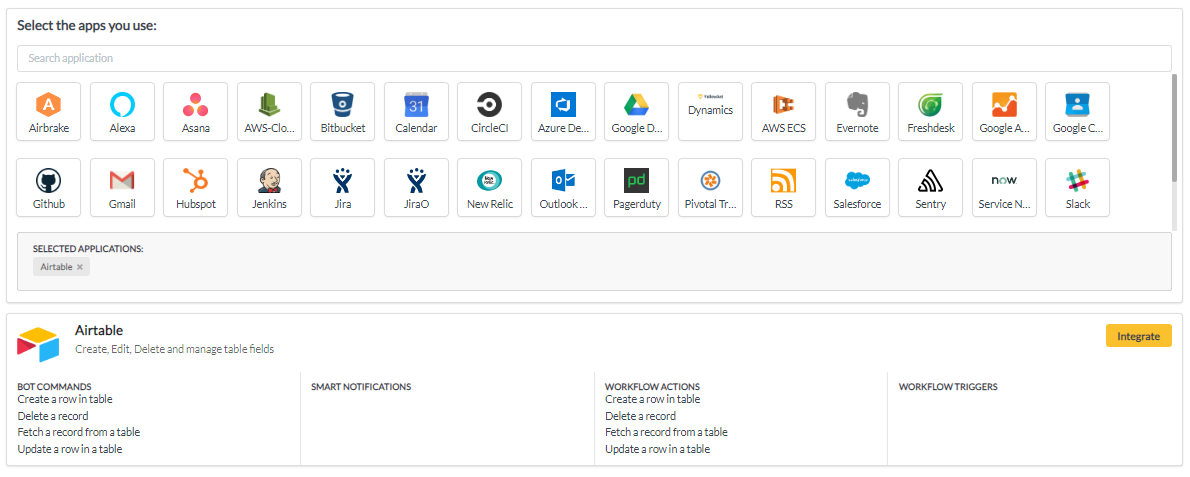 Select the apps you use:
Search application
Airbrake Alexa Asana AWS-Clo... Bitbucket 31 Calendar CircleCI Azure De... Google D... Yellowant Dynamics AWS ECS Evernote Freshdesk Google A... Google C...
Github Gmail Hubspot Jenkins Jira JiraO New Relic New Relic Outlook ... pd Pagerduty Pivotal Tr... RSS salesforce Salesforce Sentry now Service N... Slack
SELECTED APPLICATIONS:
Airtable ×
Airtable
Create, Edit, Delete and manage table fields
Integrate
BOT COMMANDS
Create a row in table
Delete a record
Fetch a record from a table
Update a row in a table
SMART NOTIFICATIONS
WORKFLOW ACTIONS
Create a row in table
Delete a record
Fetch a record from a table
Update a row in a table
WORKFLOW TRIGGERS